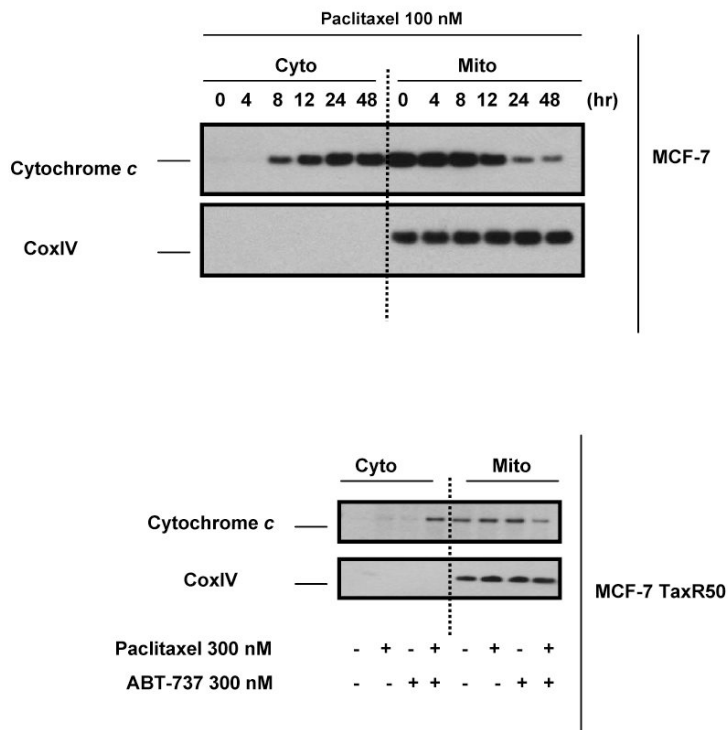 Paclitaxel 100 nM
Cyto Mito
0 4 8 12 24 48 0 4 8 12 24 48 (hr)
Cytochrome c
MCF-7
CoxIV
Cyto Mito
Cytochrome c
CoxIV
MCF-7 TaxR50
Paclitaxel 300 nM - + - + - + - +
ABT-737 300 nM - - + + - - + +